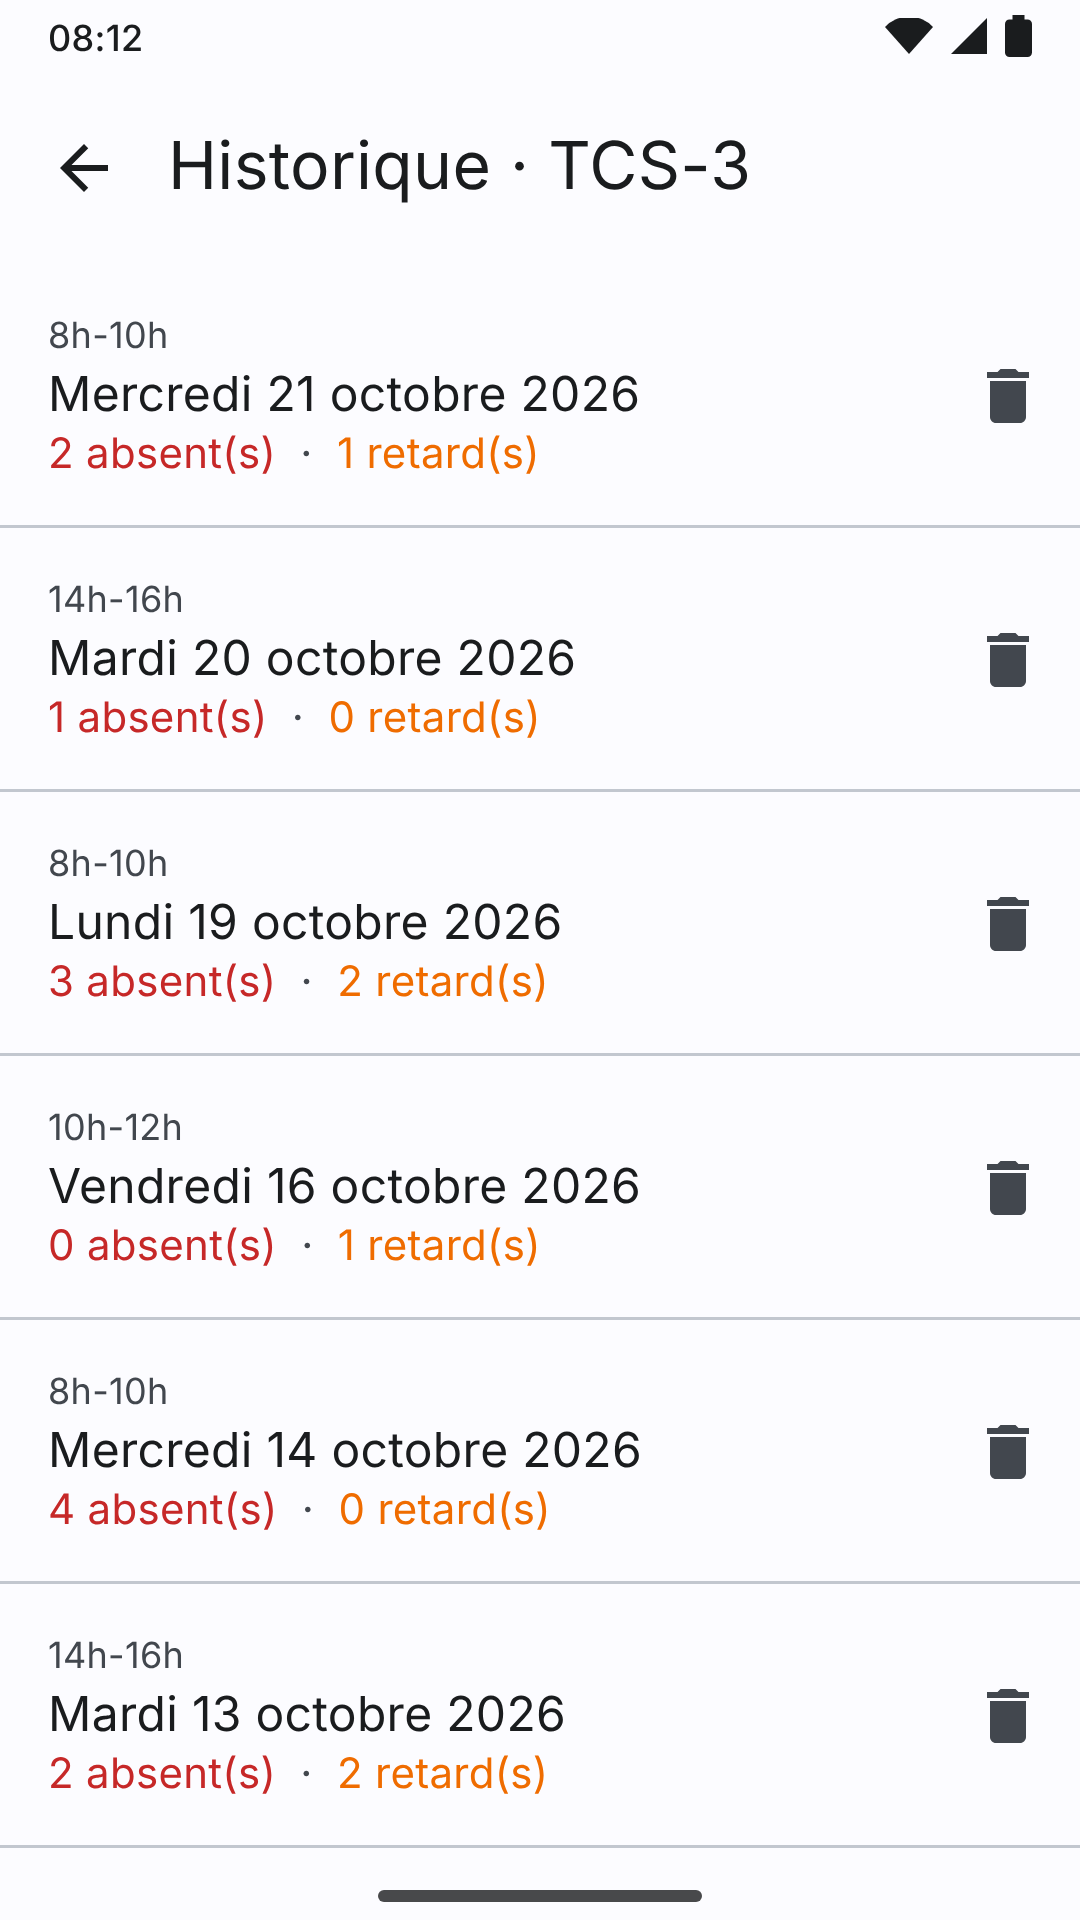 08:12
Historique · TCS-3
8h-10h
Mercredi 21 octobre 2026
2 absent(s) · 1 retard(s)
14h-16h
Mardi 20 octobre 2026
1 absent(s) · 0 retard(s)
8h-10h
Lundi 19 octobre 2026
3 absent(s) · 2 retard(s)
10h-12h
Vendredi 16 octobre 2026
0 absent(s) · 1 retard(s)
8h-10h
Mercredi 14 octobre 2026
4 absent(s) · 0 retard(s)
14h-16h
Mardi 13 octobre 2026
2 absent(s) · 2 retard(s)